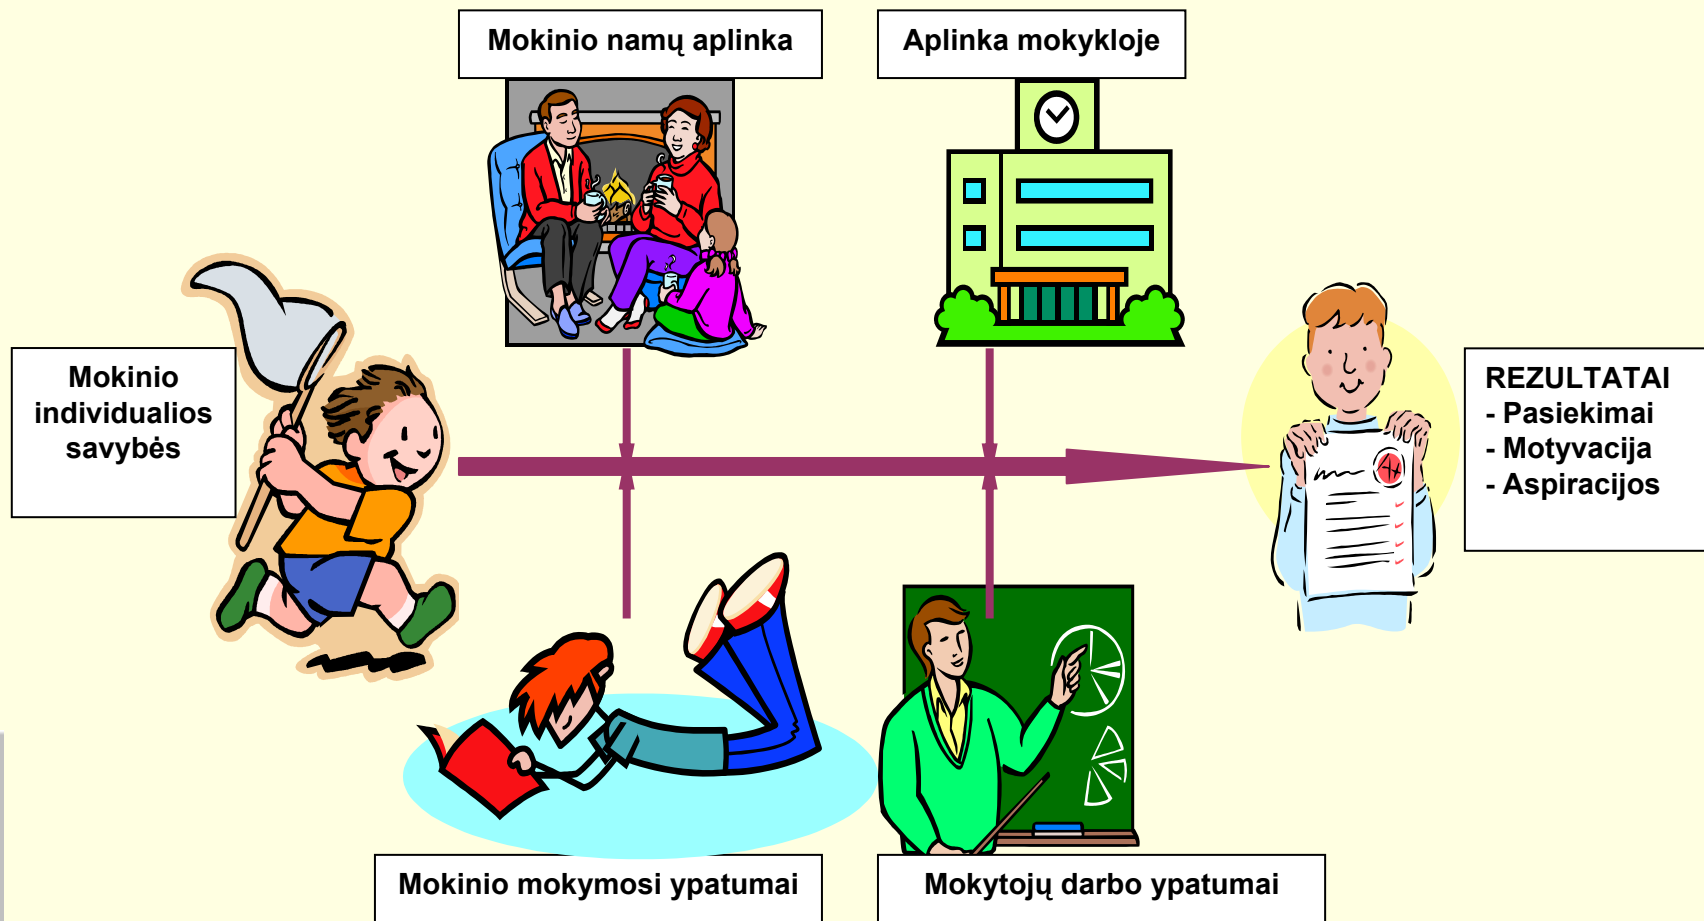 Mokinio namų aplinka
Aplinka mokykloje
Mokinio
individualios
savybės
REZULTATAI
- Pasiekimai
- Motyvacija
- Aspiracijos
A+
Mokinio mokymosi ypatumai
Mokytojų darbo ypatumai